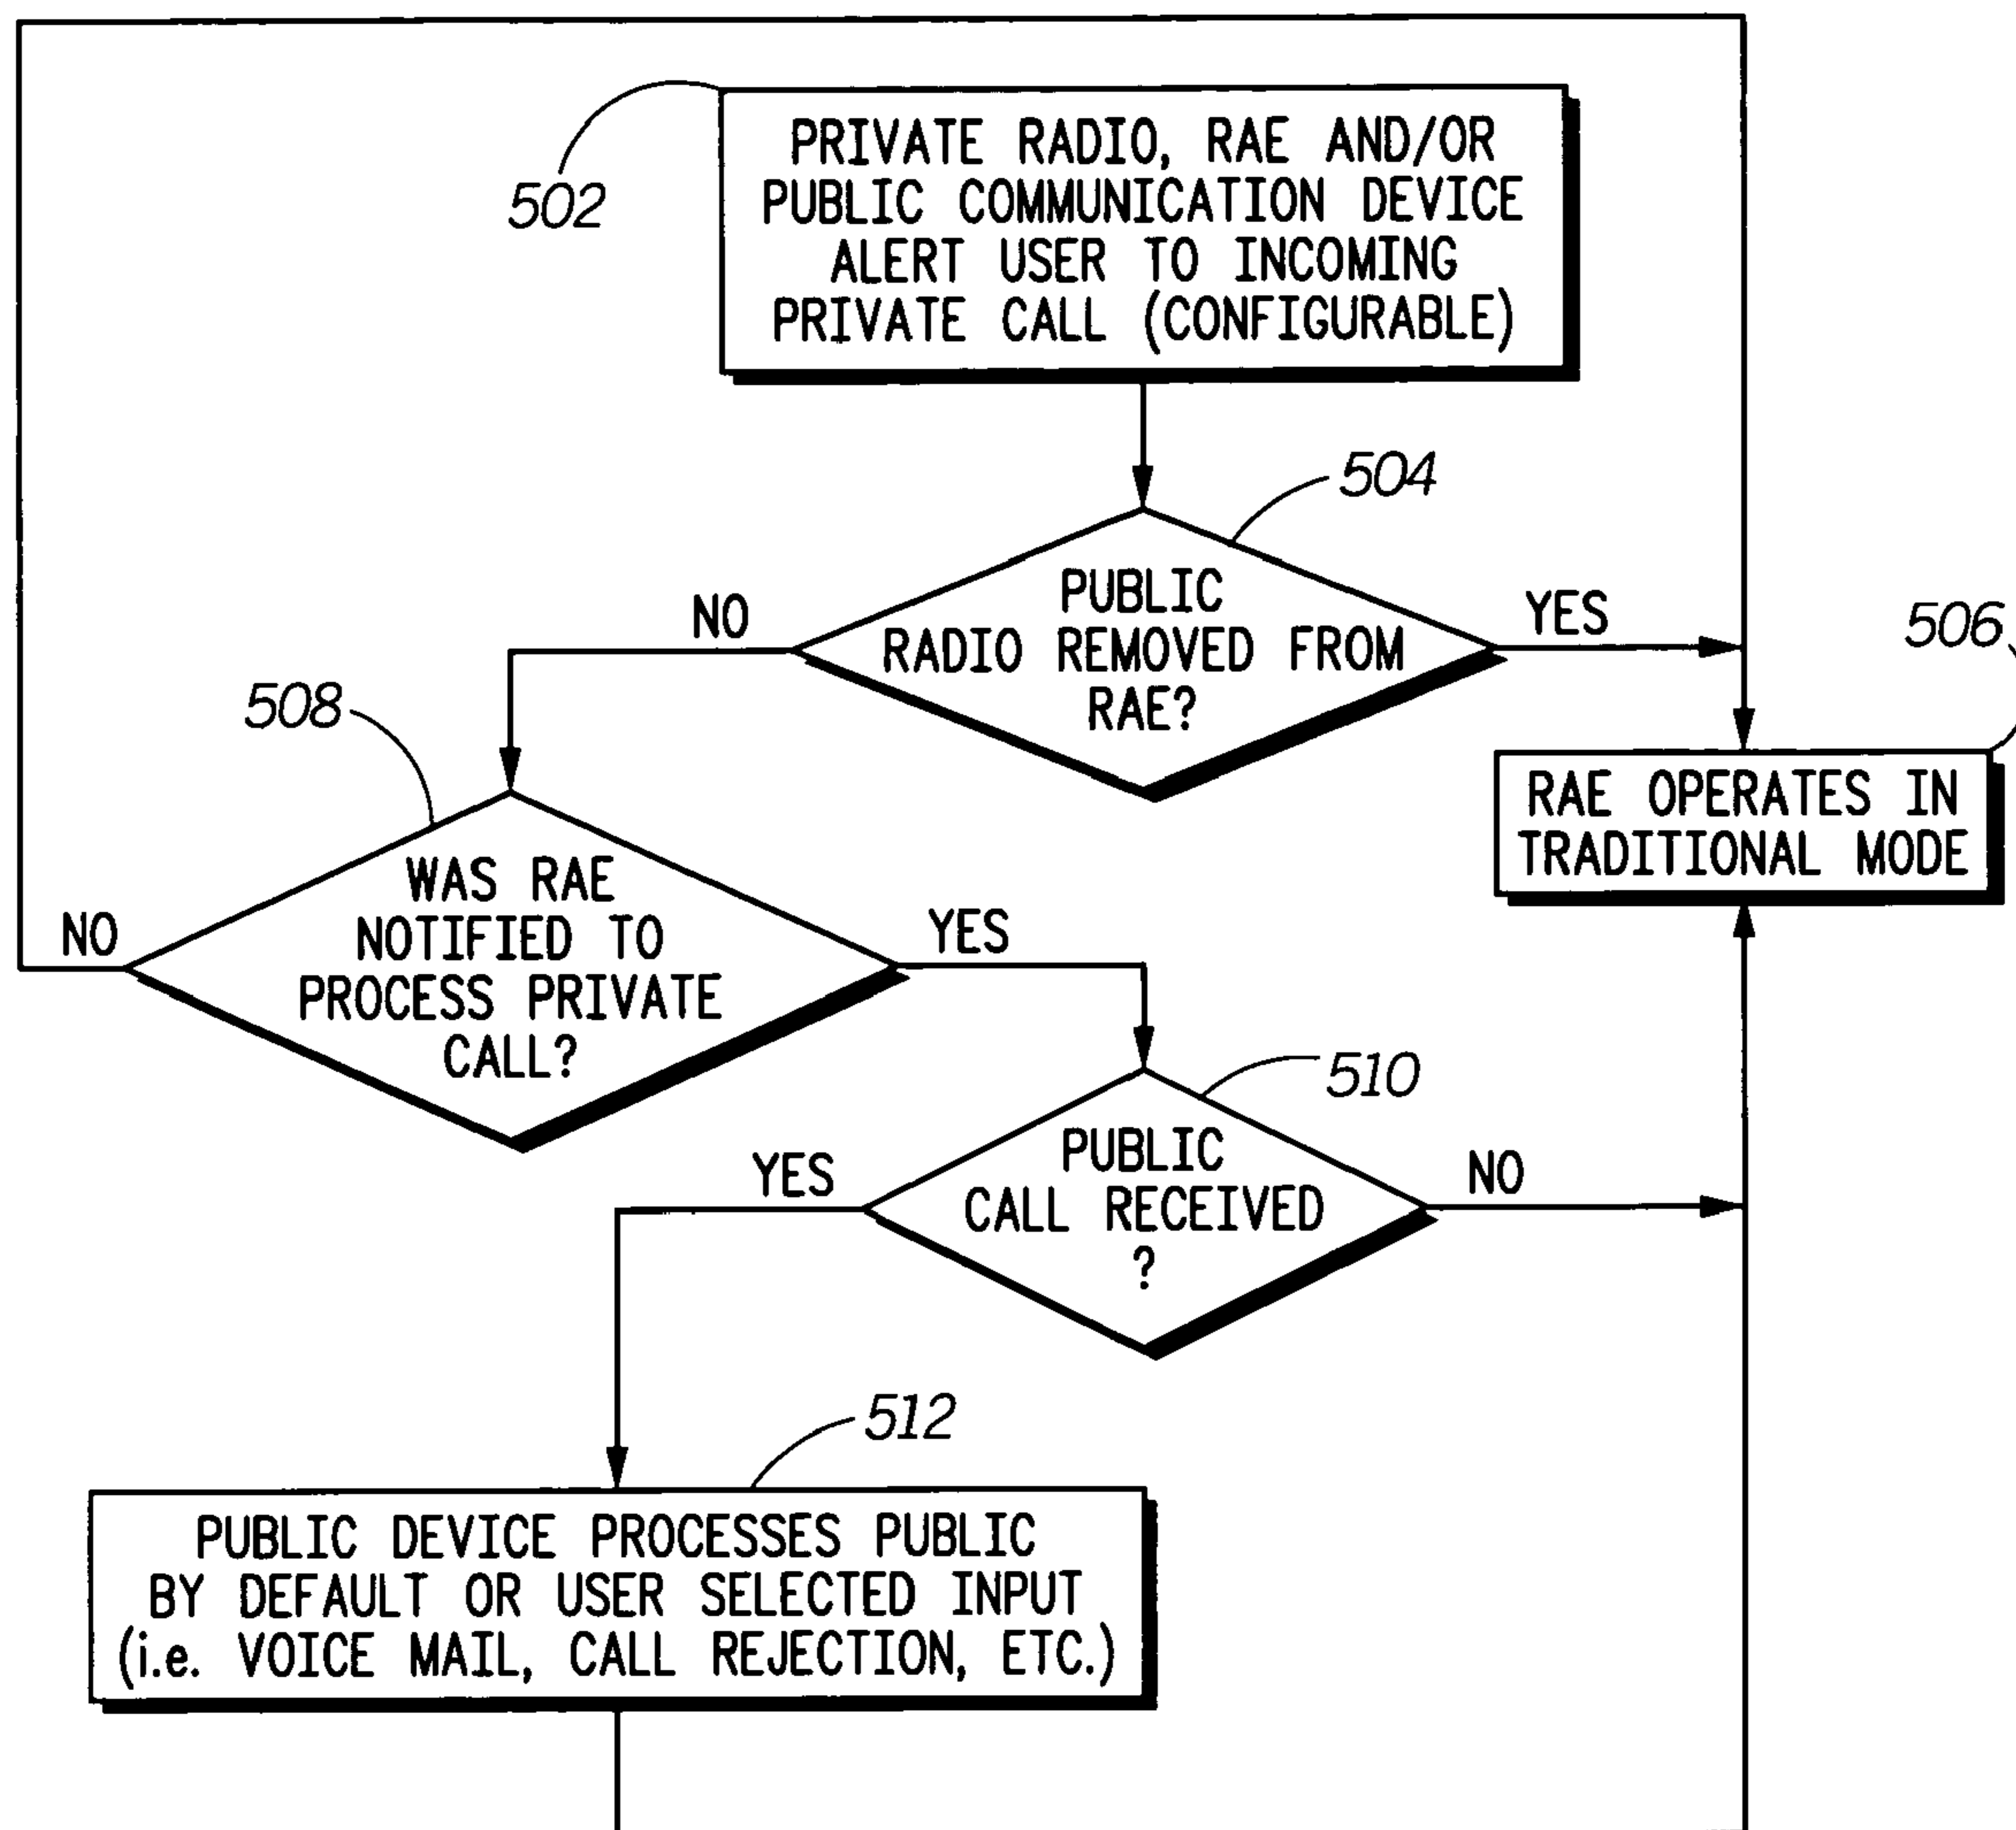 502
PRIVATE RADIO, RAE AND/OR
PUBLIC COMMUNICATION DEVICE
ALERT USER TO INCOMING
PRIVATE CALL (CONFIGURABLE)
504
PUBLIC
RADIO REMOVED FROM
RAE?
NO
YES
506
RAE OPERATES IN
TRADITIONAL MODE
508
WAS RAE
NOTIFIED TO
PROCESS PRIVATE
CALL?
NO
YES
510
PUBLIC
CALL RECEIVED
?
YES
NO
512
PUBLIC DEVICE PROCESSES PUBLIC
BY DEFAULT OR USER SELECTED INPUT
(i.e. VOICE MAIL, CALL REJECTION, ETC.)